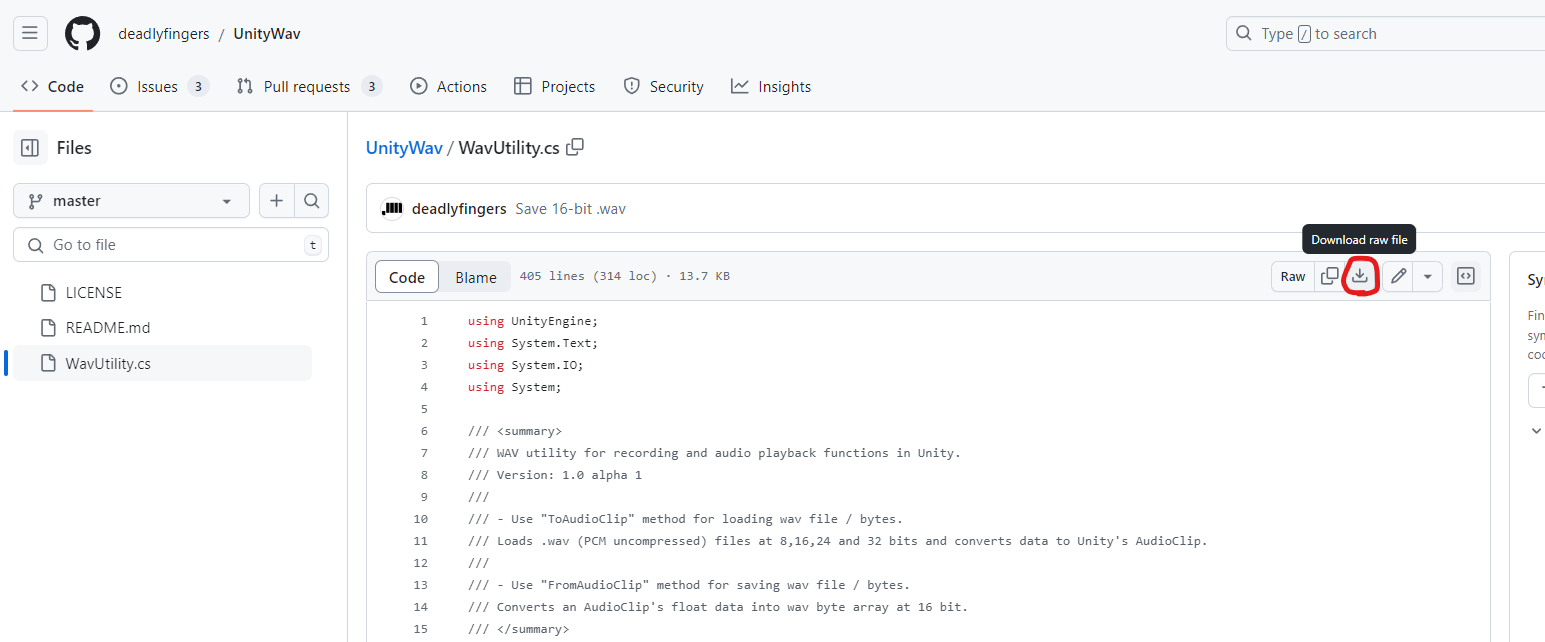 deadlyfingers / UnityWav
Type / to search
Code Issues 3 Pull requests 3 Actions Projects Security Insights
Files
master
Go to file t
LICENSE
README.md
WavUtility.cs
UnityWav / WavUtility.cs
deadlyfingers Save 16-bit .wav
Download raw file
Code Blame 405 lines (314 loc) · 13.7 KB Raw
1 using UnityEngine;
2 using System.Text;
3 using System.IO;
4 using System;
5
6 /// <summary>
7 /// WAV utility for recording and audio playback functions in Unity.
8 /// Version: 1.0 alpha 1
9 ///
10 /// - Use "ToAudioClip" method for loading wav file / bytes.
11 /// Loads .wav (PCM uncompressed) files at 8,16,24 and 32 bits and converts data to Unity's AudioClip.
12 ///
13 /// - Use "FromAudioClip" method for saving wav file / bytes.
14 /// Converts an AudioClip's float data into wav byte array at 16 bit.
15 /// </summary>